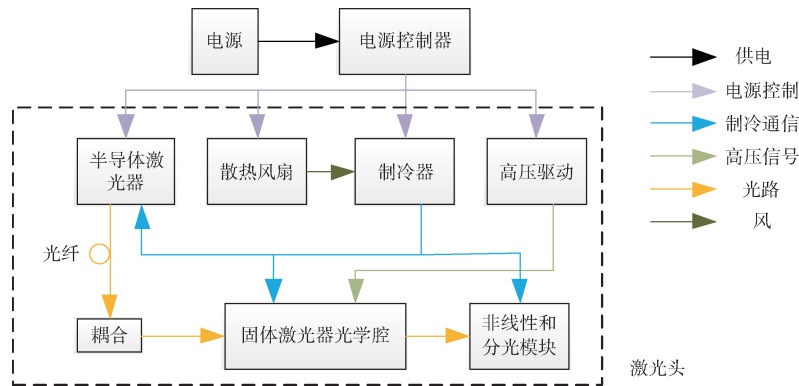 电源
电源控制器
供电
电源控制
制冷通信
高压信号
光路
风
半导体激
光器
散热风扇
制冷器
高压驱动
光纤
耦合
固体激光器光学腔
非线性和
分光模块
激光头